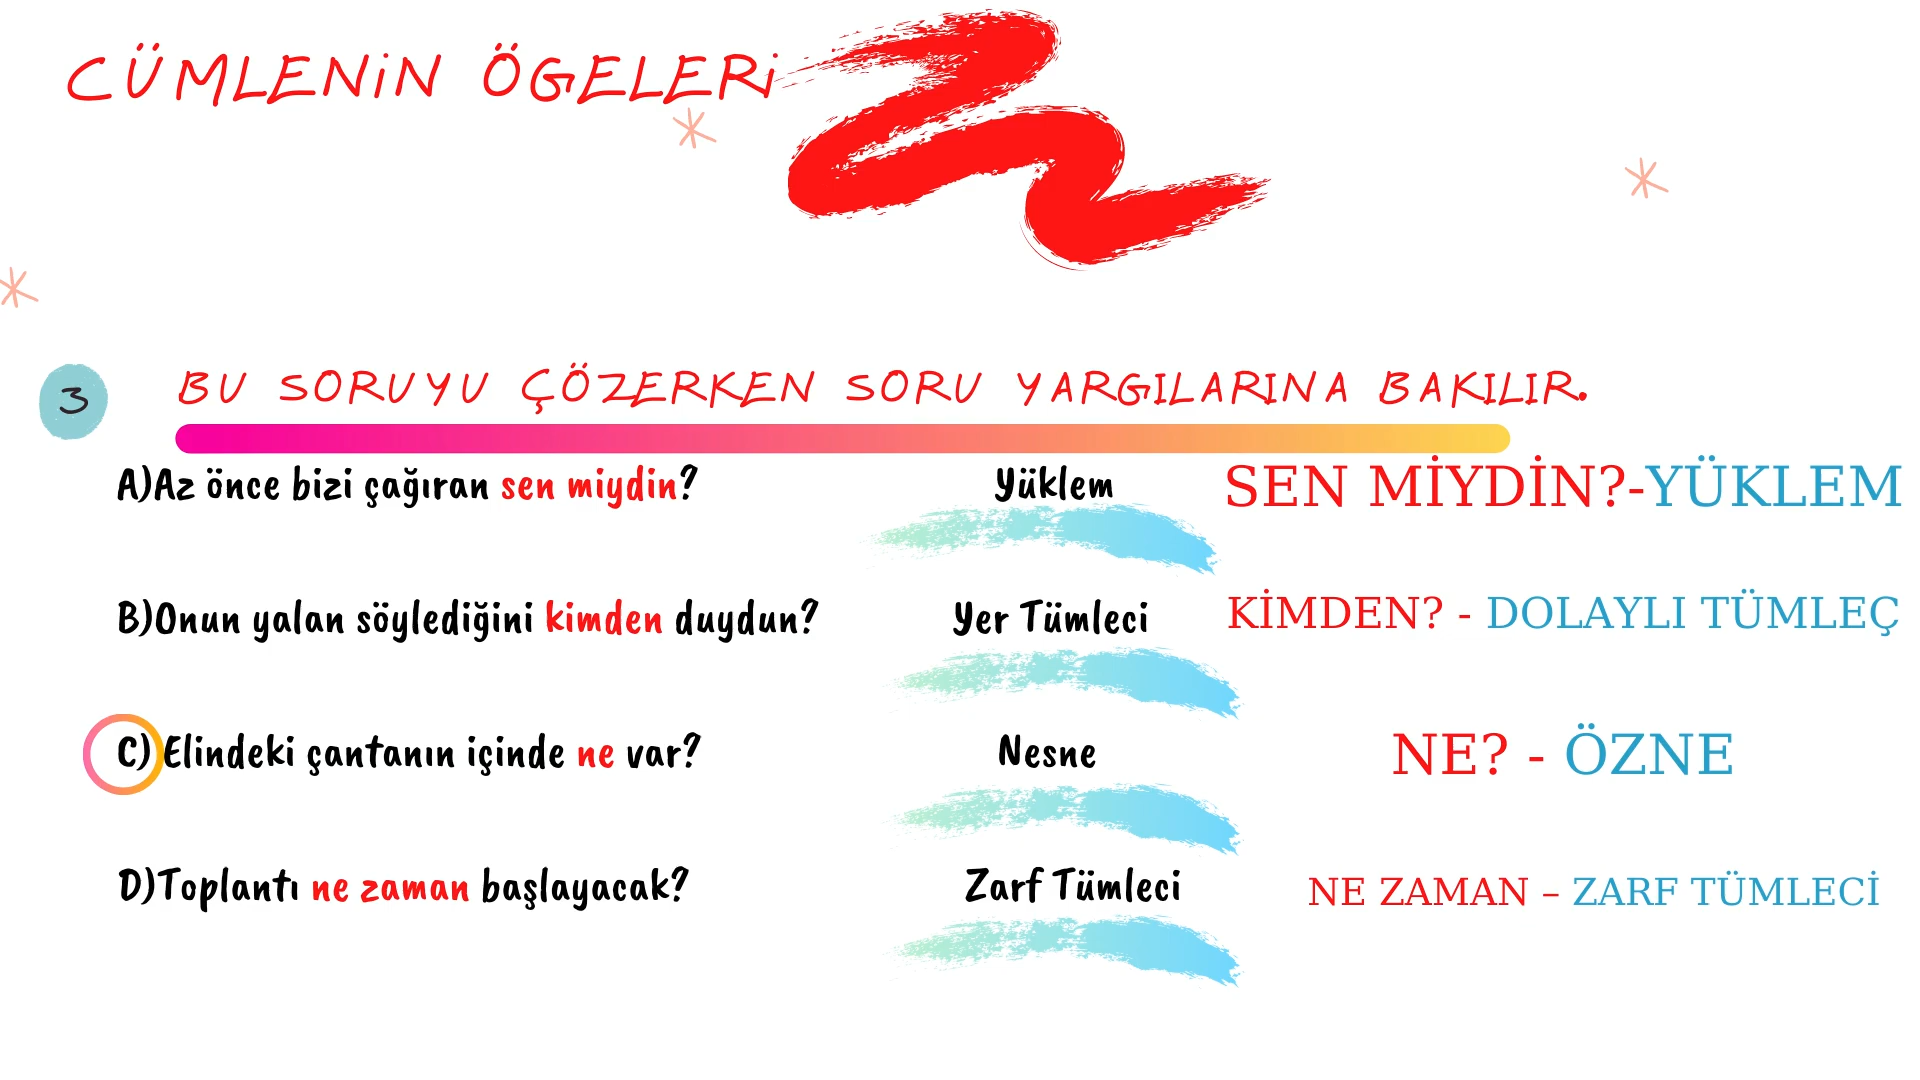 CÜMLENİN ÖGELERİ
3
BU SORUYU ÇÖZERKEN SORU YARGILARINA BAKILIR.
A)Az önce bizi çağıran sen miydin? Yüklem SEN MİYDİN?-YÜKLEM
B)Onun yalan söylediğini kimden duydun? Yer Tümleci KİMDEN? - DOLAYLI TÜMLEÇ
C) Elindeki çantanın içinde ne var? Nesne NE? - ÖZNE
D)Toplantı ne zaman başlayacak? Zarf Tümleci NE ZAMAN – ZARF TÜMLECİ